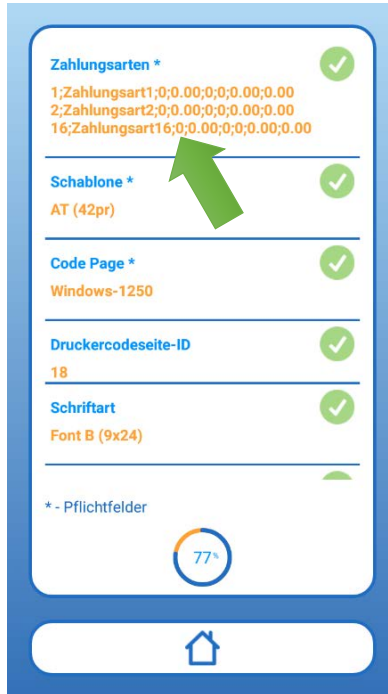 Zahlungsarten *
1;Zahlungsart1;0;0.00;0;0;0.00;0.00
2;Zahlungsart2;0;0.00;0;0;0.00;0.00
16;Zahlungsart16;0;0.00;0;0;0.00;0.00
Schablone *
AT (42pr)
Code Page *
Windows-1250
Druckercodeseite-ID
18
Schriftart
Font B (9x24)
* - Pflichtfelder
77%